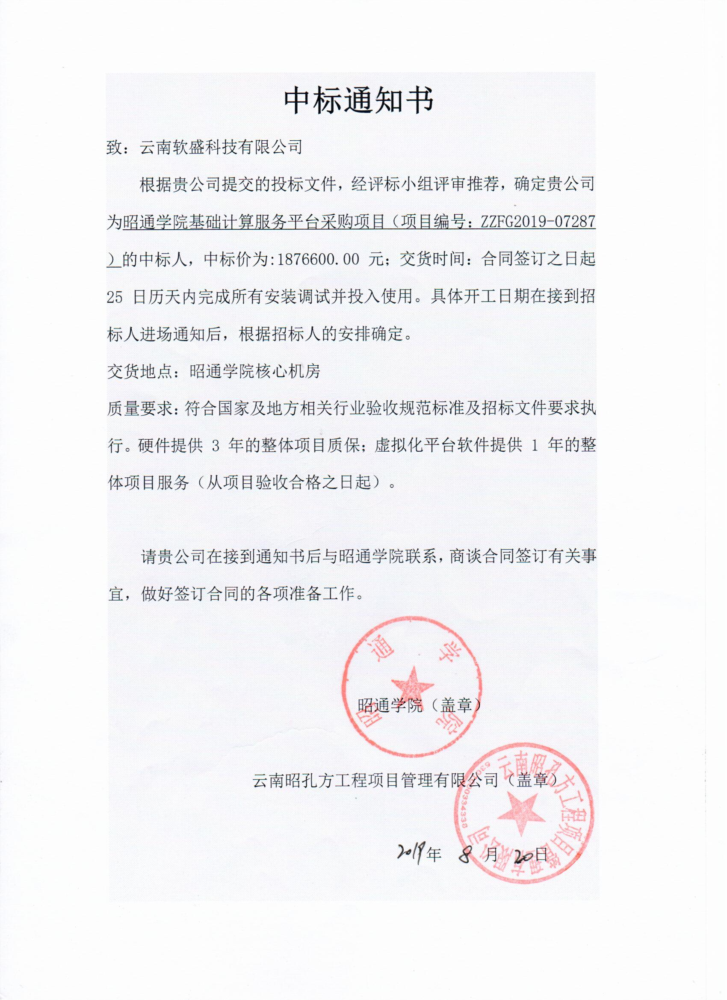 中标通知书
致：云南软盛科技有限公司
根据贵公司提交的投标文件，经评标小组评审推荐，确定贵公司
为昭通学院基础计算服务平台采购项目（项目编号：ZZFG2019-07287
）的中标人，中标价为:1876600.00 元；交货时间：合同签订之日起
25 日历天内完成所有安装调试并投入使用。具体开工日期在接到招
标人进场通知后，根据招标人的安排确定。
交货地点：昭通学院核心机房
质量要求：符合国家及地方相关行业验收规范标准及招标文件要求执
行。硬件提供 3 年的整体项目质保；虚拟化平台软件提供 1 年的整
体项目服务（从项目验收合格之日起）。
请贵公司在接到通知书后与昭通学院联系，商谈合同签订有关事
宜，做好签订合同的各项准备工作。
昭通学院
昭通学院（盖章）
云南昭孔方工程项目管理有限公司（盖章）
云南昭孔方工程项目管理有限公司
2019年 8 月 20日